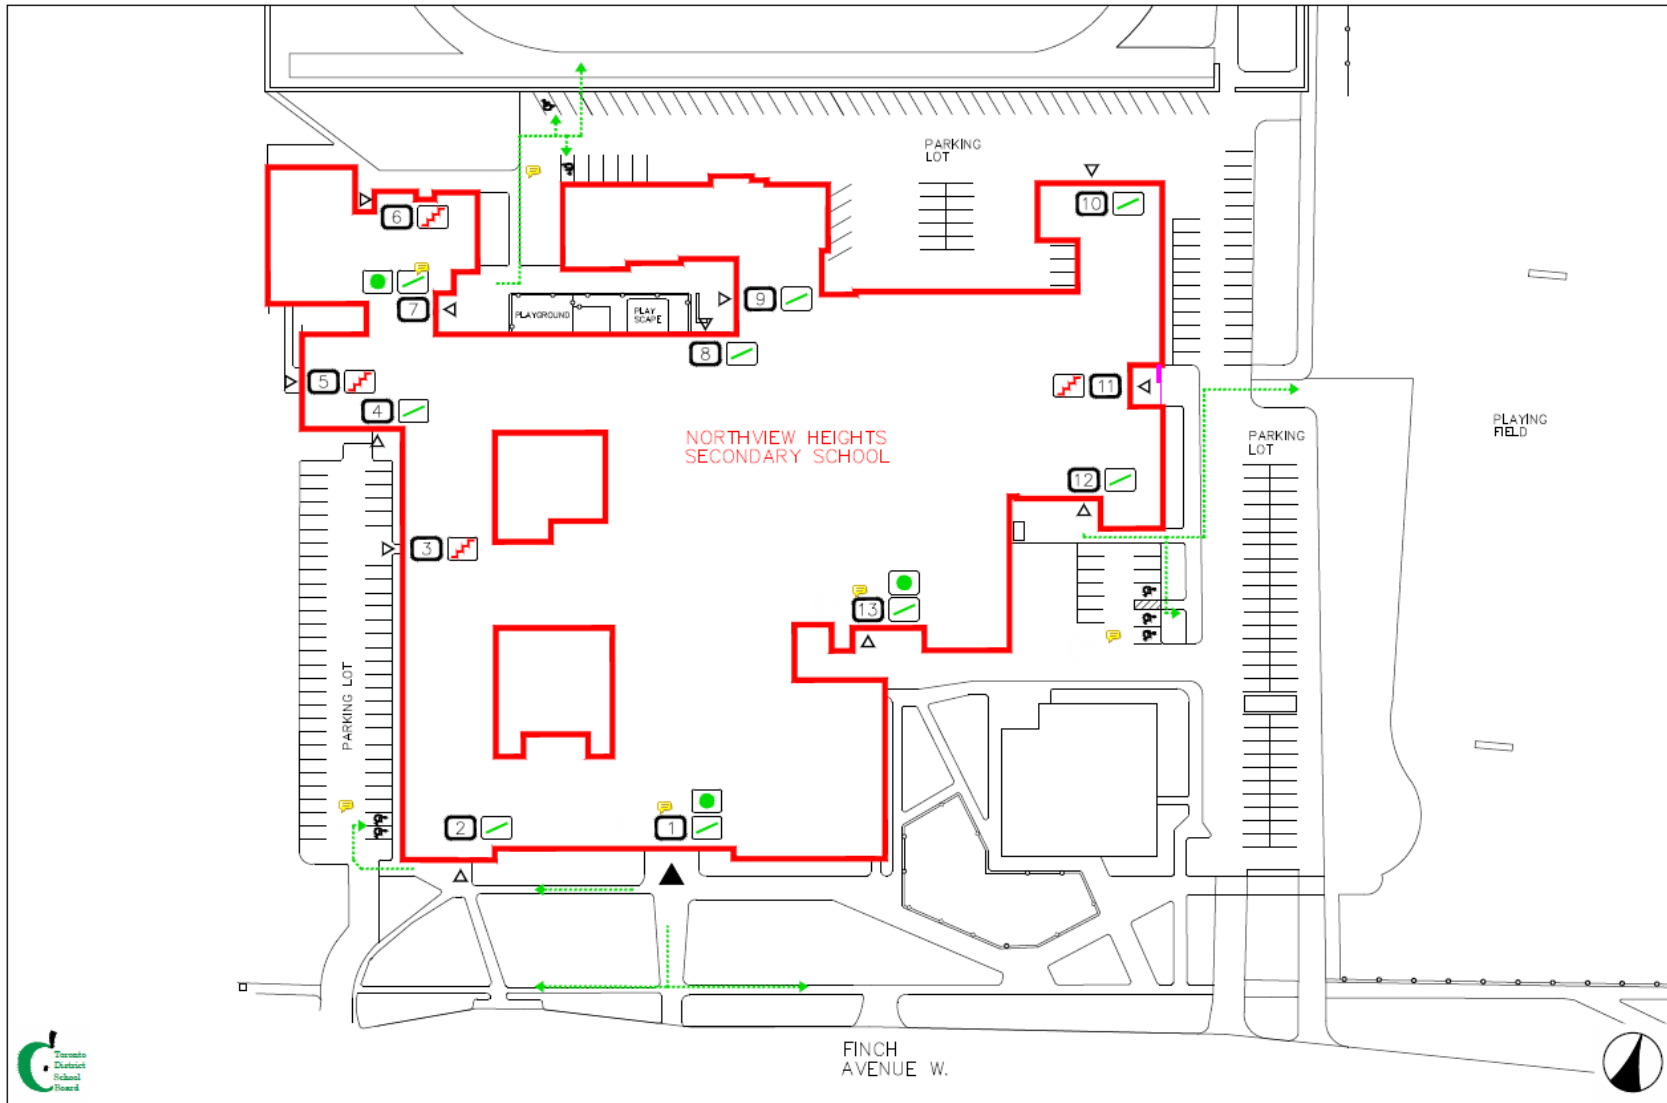 PARKING
LOT
10
6
7
9
PLAYGROUND
PLAY
SCAPE
8
5
11
4
PLAYING
FIELD
NORTHVIEW HEIGHTS
SECONDARY SCHOOL
PARKING
LOT
12
3
13
PARKING LOT
2
1
FINCH
AVENUE W.
Toronto
District
School
Board